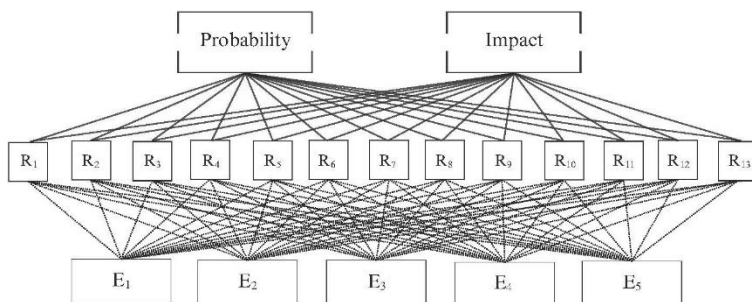 Probability Impact
R₁ R₂ R₃ R₄ R₅ R₆ R₇ R₈ R₉ R₁₀ R₁₁ R₁₂ R₁₃
E₁ E₂ E₃ E₄ E₅